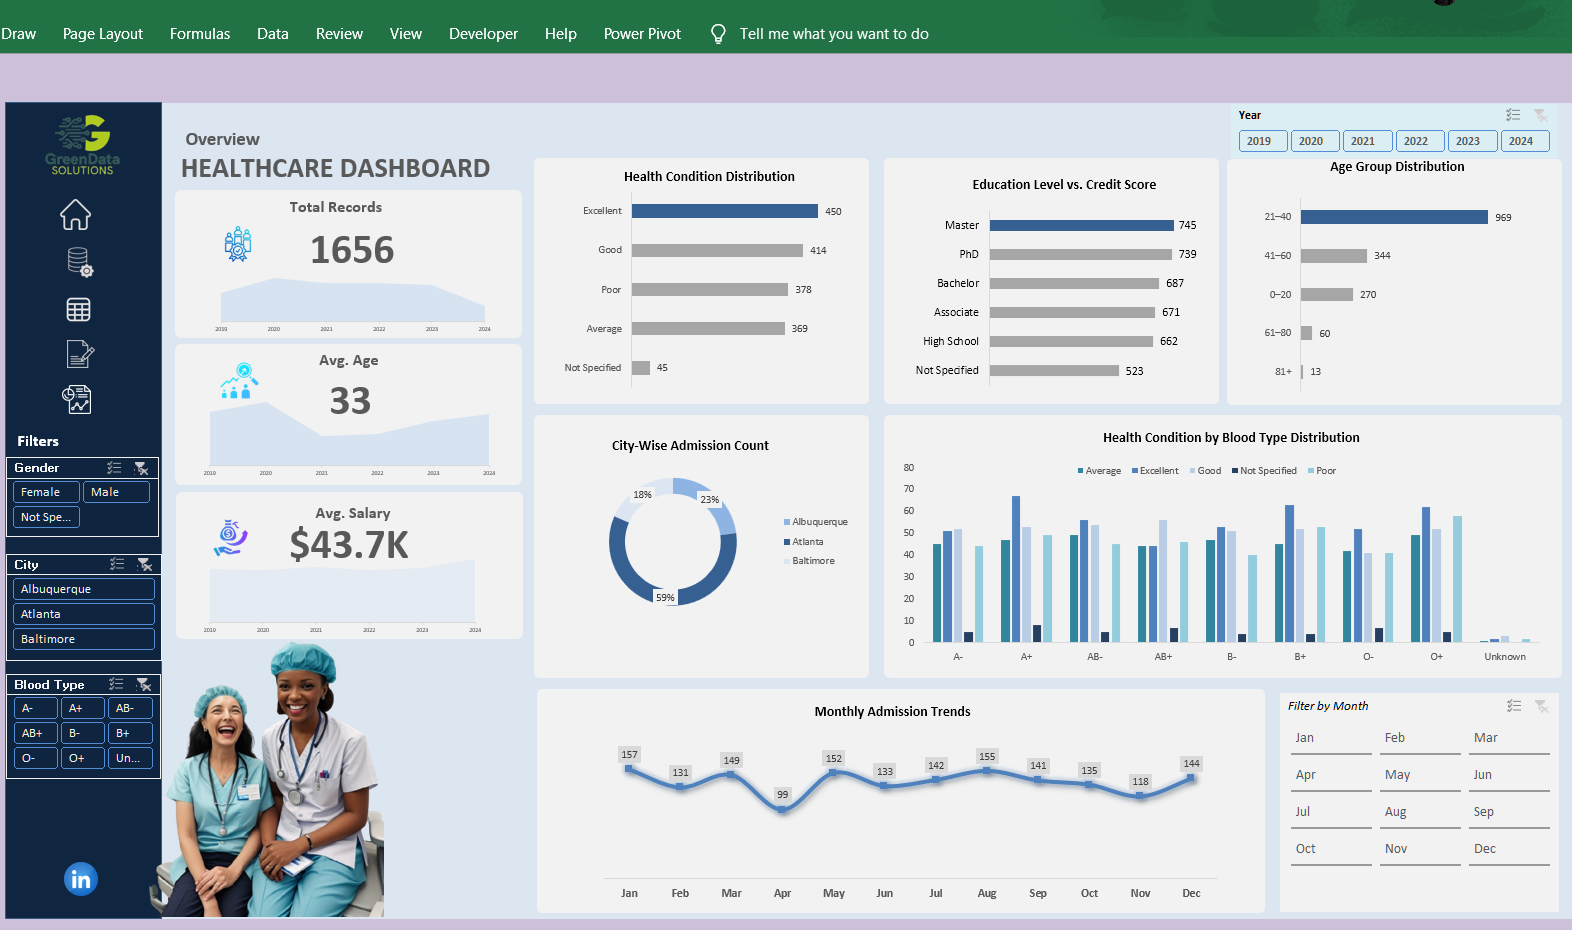 Draw Page Layout Formulas Data Review View Developer Help Power Pivot Tell me what you want to do
GreenData
SOLUTIONS
Filters
Gender
Female Male
Not Spe...
City
Albuquerque
Atlanta
Baltimore
Blood Type
A- A+ AB-
AB+ B- B+
O- O+ Un...
in
Overview
HEALTHCARE DASHBOARD
Total Records
1656
2019 2020 2021 2022 2023 2024
Avg. Age
33
2019 2020 2021 2022 2023 2024
Avg. Salary
$43.7K
2019 2020 2021 2022 2023 2024
Health Condition Distribution
Excellent 450
Good 414
Poor 378
Average 369
Not Specified 45
Education Level vs. Credit Score
Master 745
PhD 739
Bachelor 687
Associate 671
High School 662
Not Specified 523
Year
2019 2020 2021 2022 2023 2024
Age Group Distribution
21–40 969
41–60 344
0–20 270
61–80 60
81+ 13
City-Wise Admission Count
18% 23%
59%
Albuquerque
Atlanta
Baltimore
Health Condition by Blood Type Distribution
Average Excellent Good Not Specified Poor
80
70
60
50
40
30
20
10
0
A- A+ AB- AB+ B- B+ O- O+ Unknown
Monthly Admission Trends
157 131 149 99 152 133 142 155 141 135 118 144
Jan Feb Mar Apr May Jun Jul Aug Sep Oct Nov Dec
Filter by Month
Jan Feb Mar
Apr May Jun
Jul Aug Sep
Oct Nov Dec